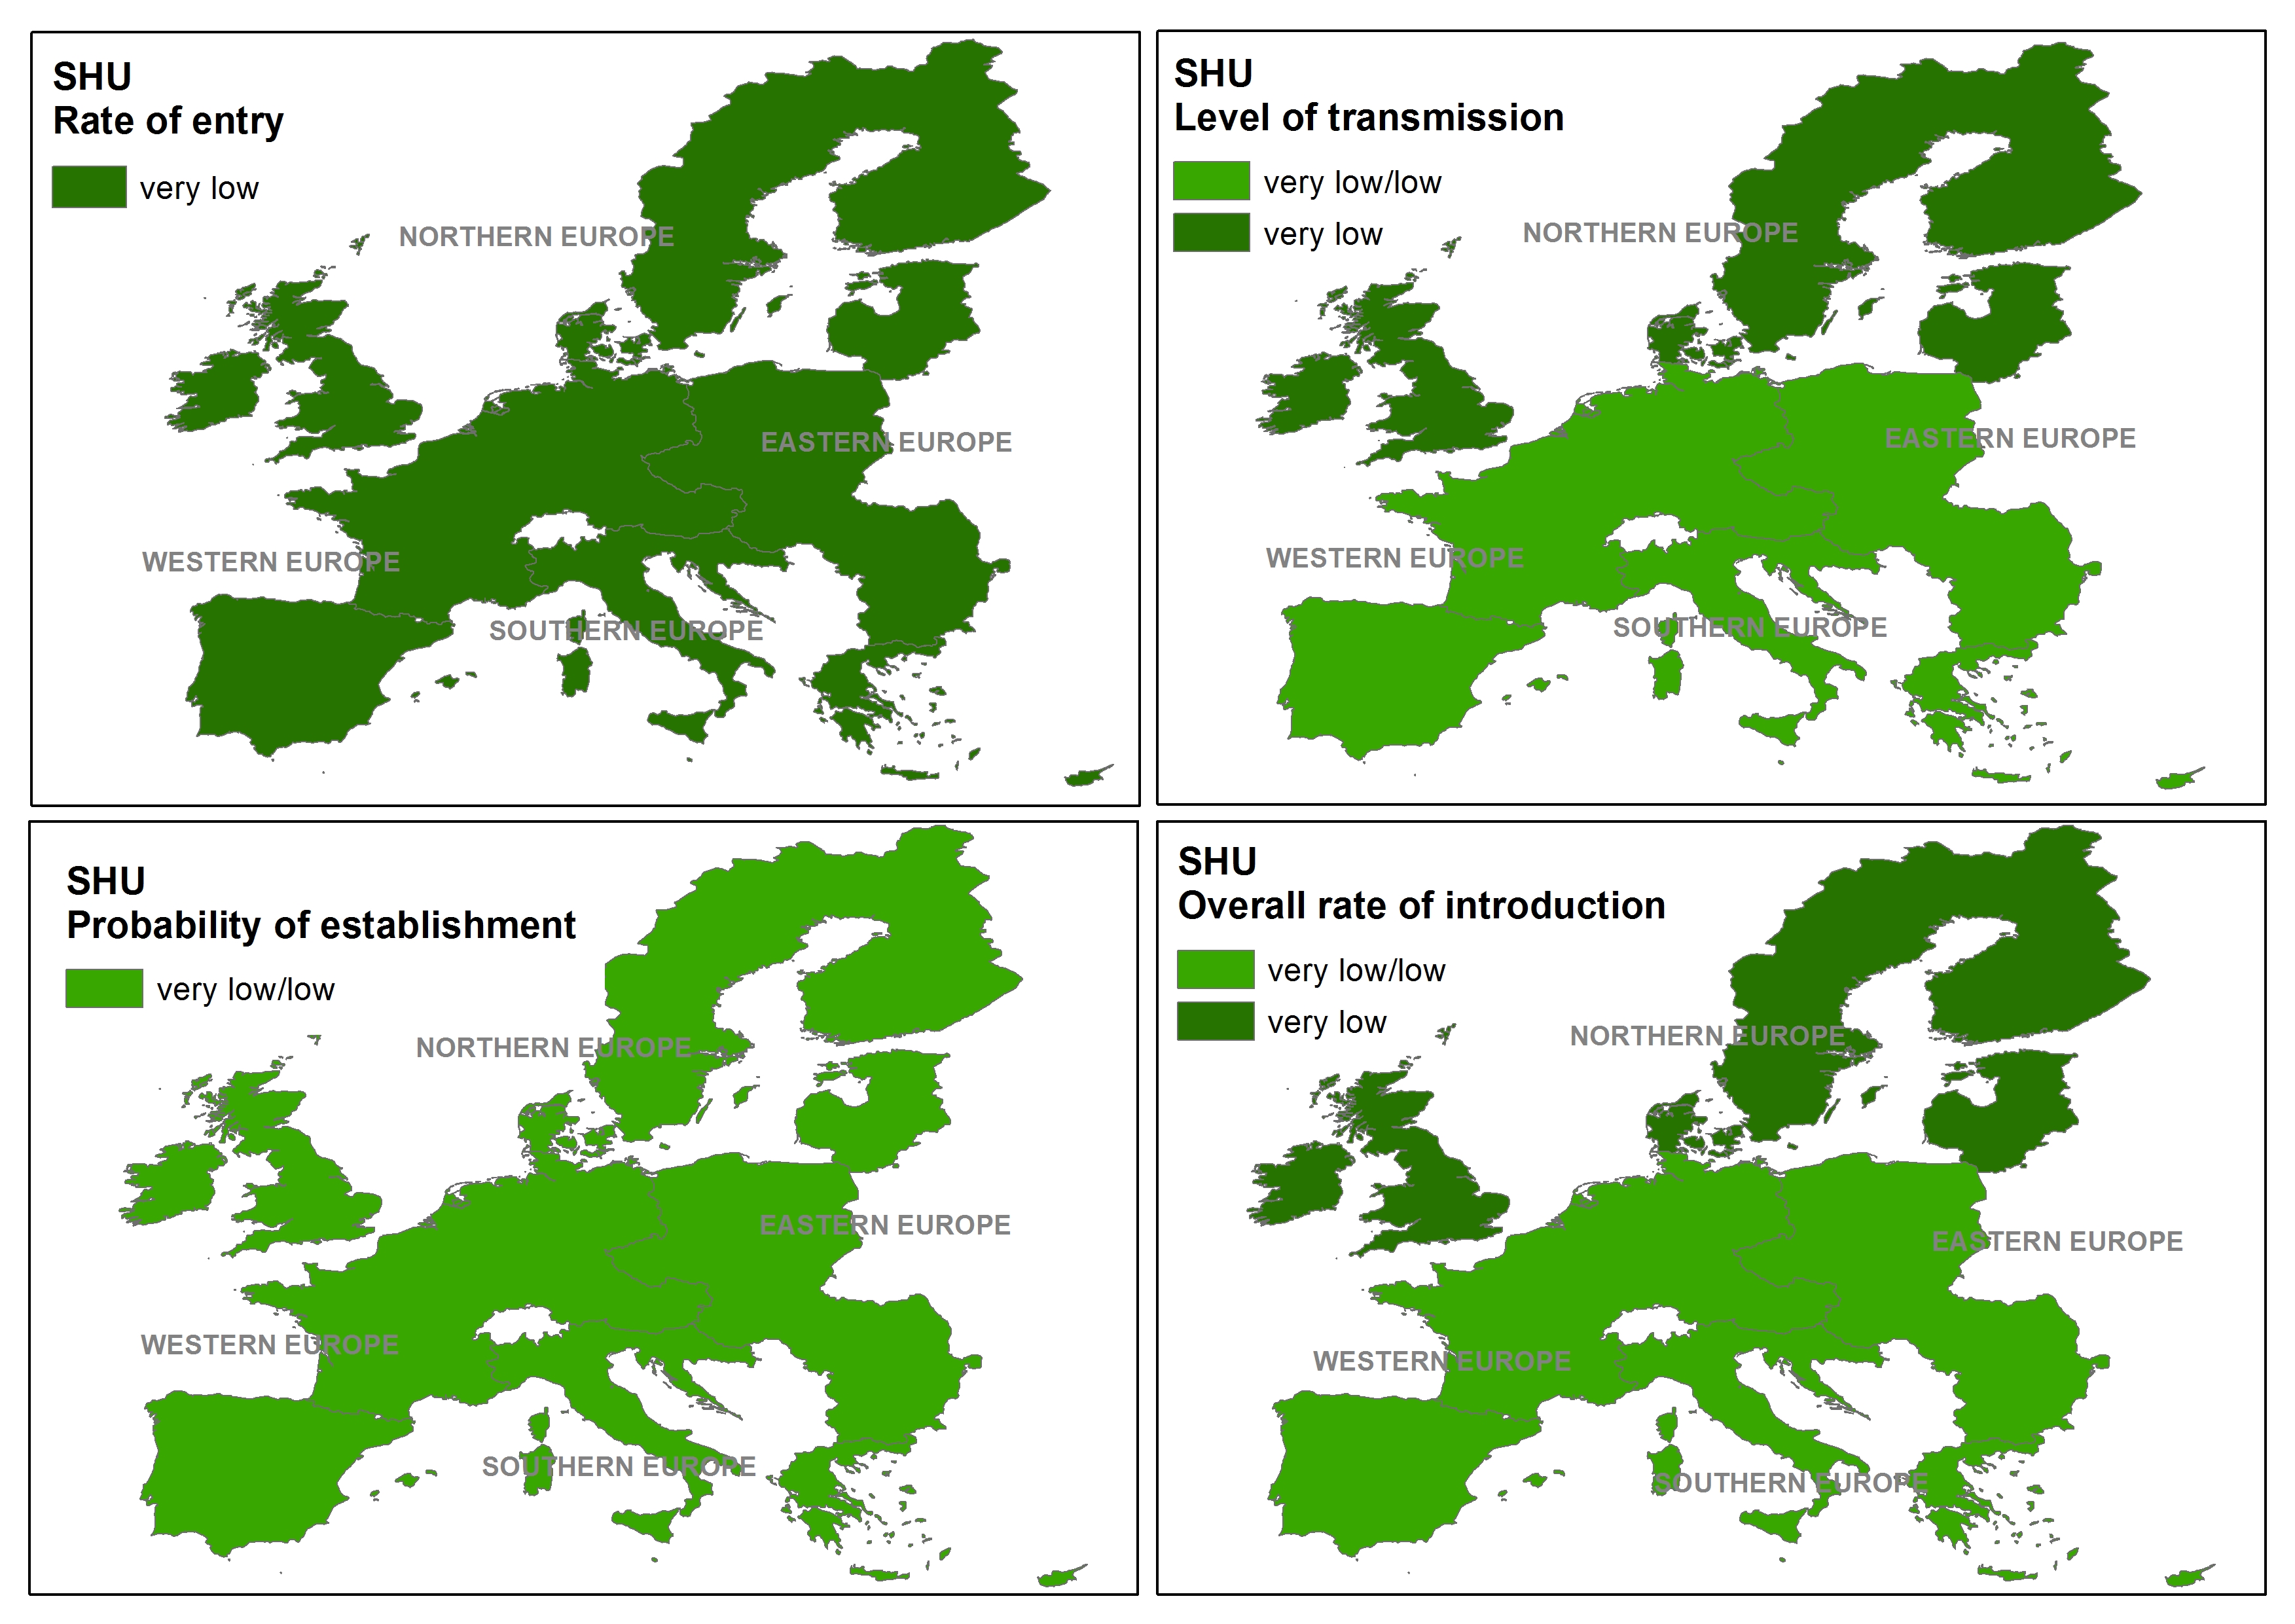 SHU
Rate of entry
very low
NORTHERN EUROPE
EASTERN EUROPE
WESTERN EUROPE
SOUTHERN EUROPE
SHU
Level of transmission
very low/low
very low
NORTHERN EUROPE
EASTERN EUROPE
WESTERN EUROPE
SOUTHERN EUROPE
SHU
Probability of establishment
very low/low
NORTHERN EUROPE
EASTERN EUROPE
WESTERN EUROPE
SOUTHERN EUROPE
SHU
Overall rate of introduction
very low/low
very low
NORTHERN EUROPE
EASTERN EUROPE
WESTERN EUROPE
SOUTHERN EUROPE